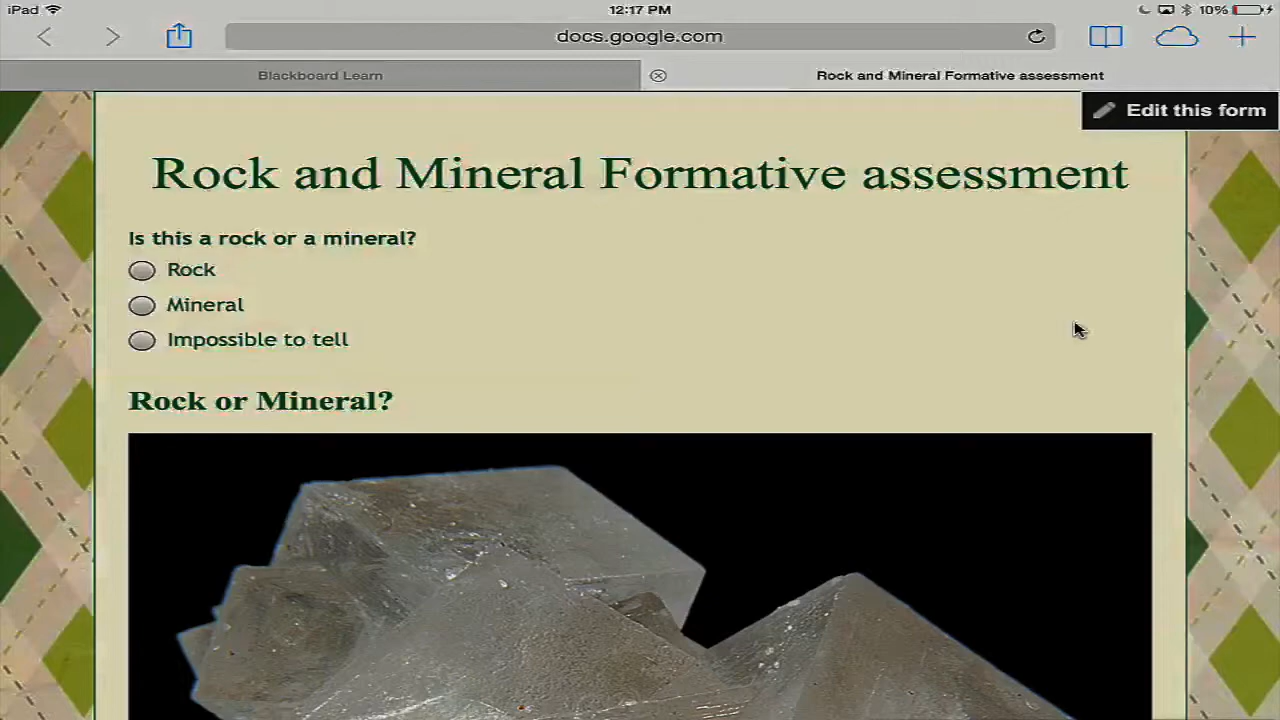 iPad 12:17 PM 10%
docs.google.com
Blackboard Learn Rock and Mineral Formative assessment
Edit this form
Rock and Mineral Formative assessment
Is this a rock or a mineral?
Rock
Mineral
Impossible to tell
Rock or Mineral?